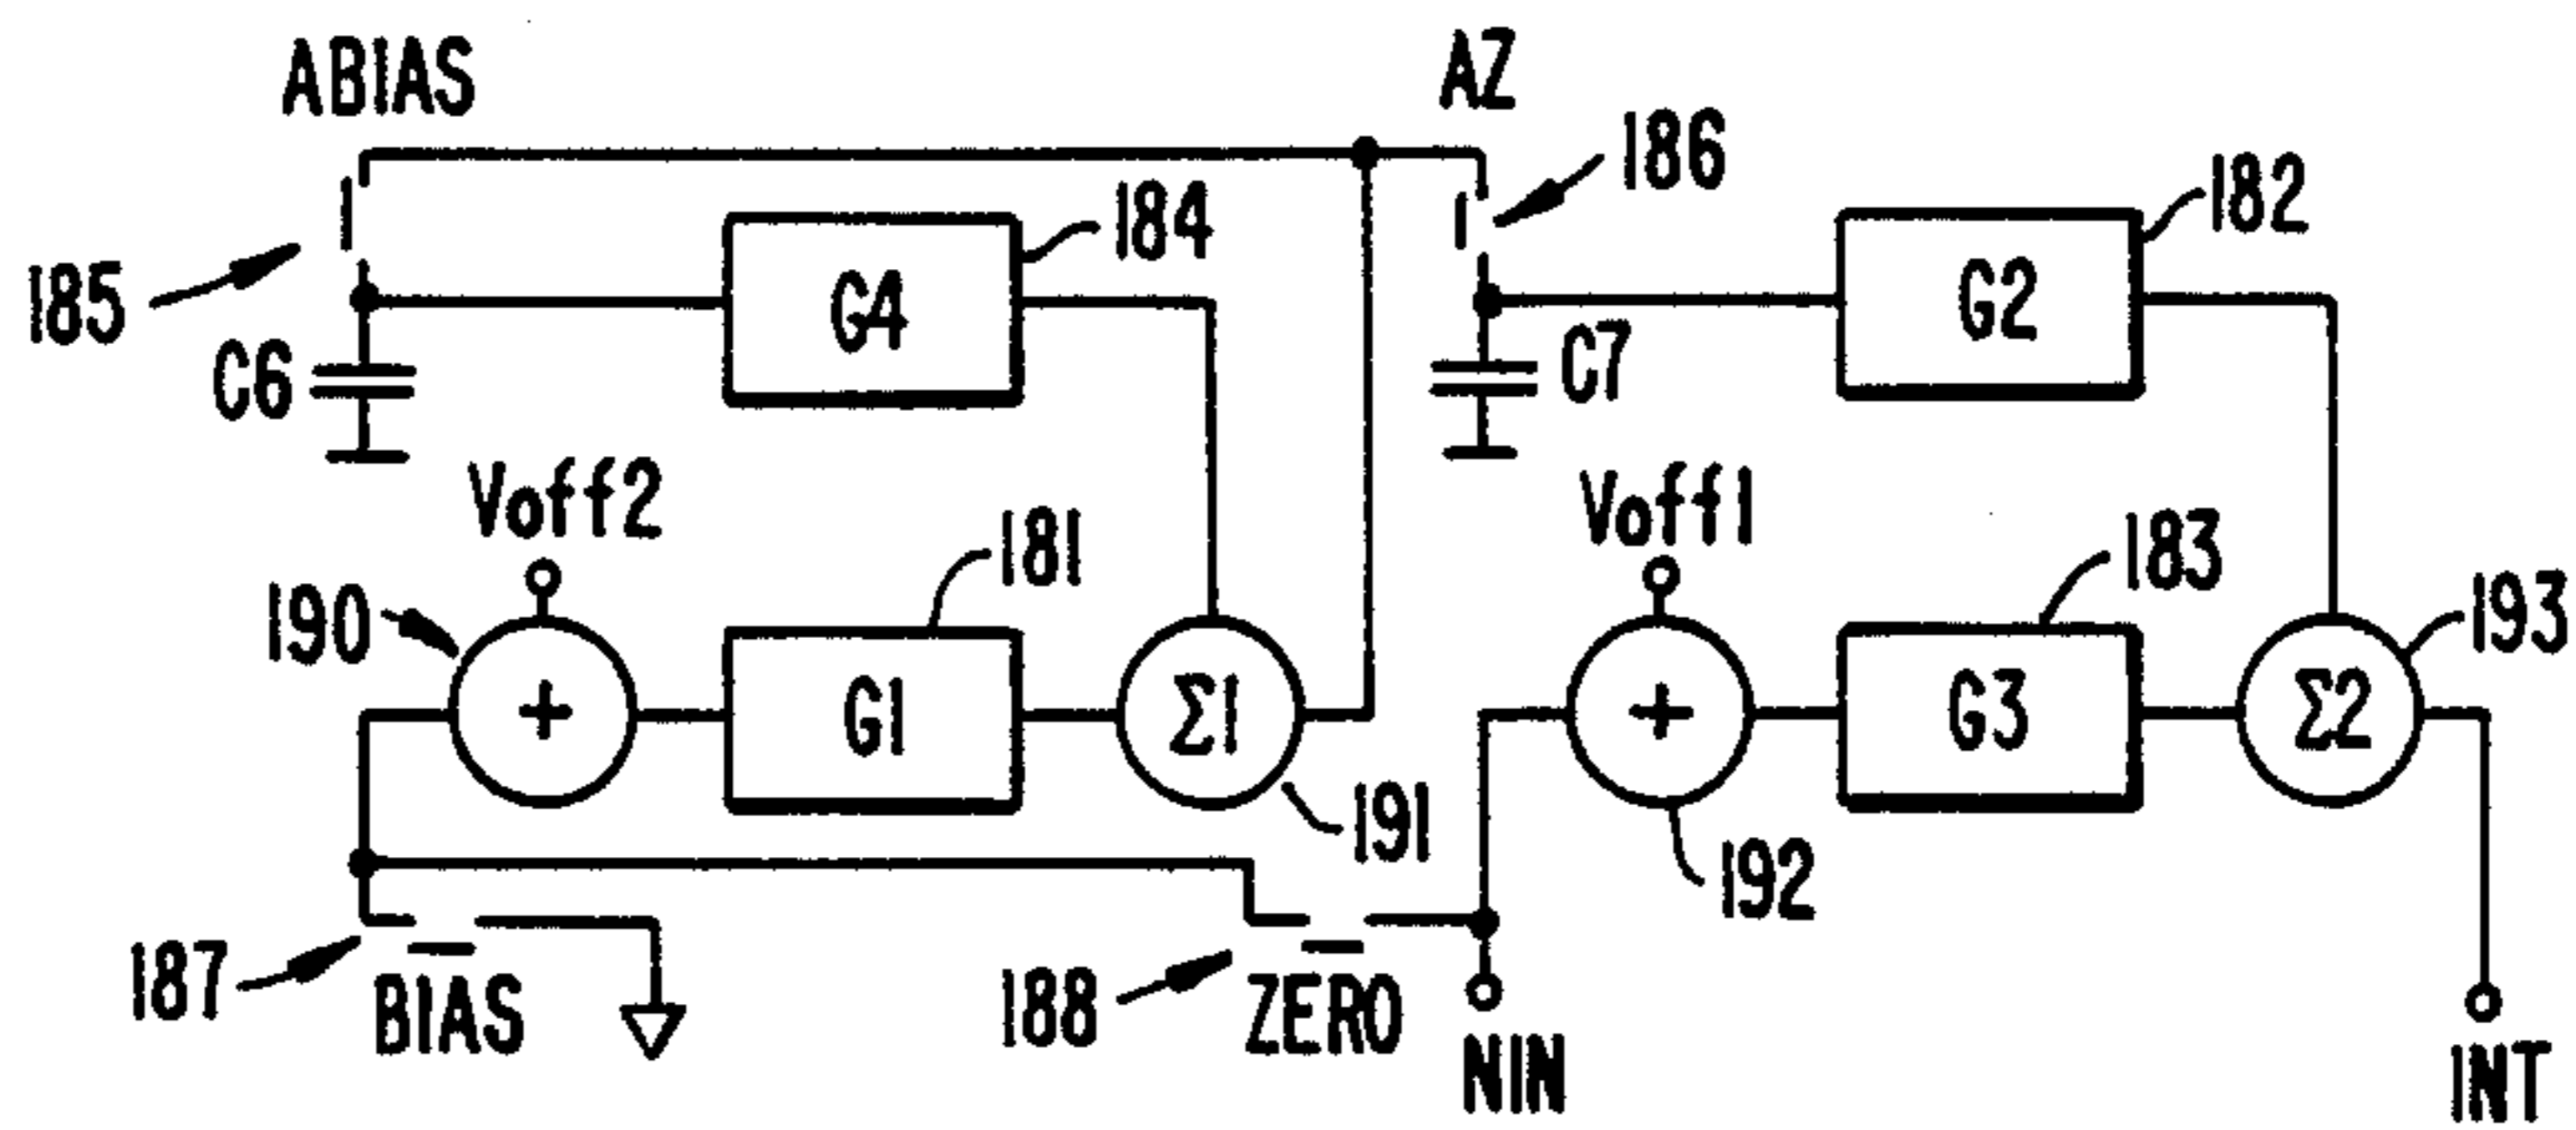 ABIAS
AZ
186
182
184
185
G4
G2
C6
C7
Voff2
Voff1
181
183
190
193
G1
Σ1
G3
Σ2
191
192
187
BIAS
188
ZERO
NIN
INT